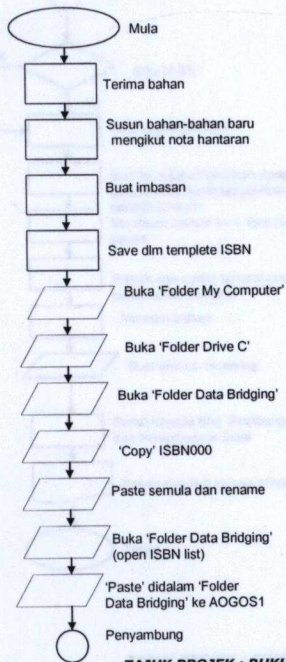 Mula
Terima bahan
Susun bahan-bahan baru
mengikut nota hantaran
Buat imbasan
Save dlm templete ISBN
Buka ‘Folder My Computer’
Buka ‘Folder Drive C’
Buka ‘Folder Data Bridging’
‘Copy’ ISBN000
Paste semula dan rename
Buka ‘Folder Data Bridging’
(open ISBN list)
‘Paste’ didalam ‘Folder
Data Bridging’ ke AOGOS1
Penyambung